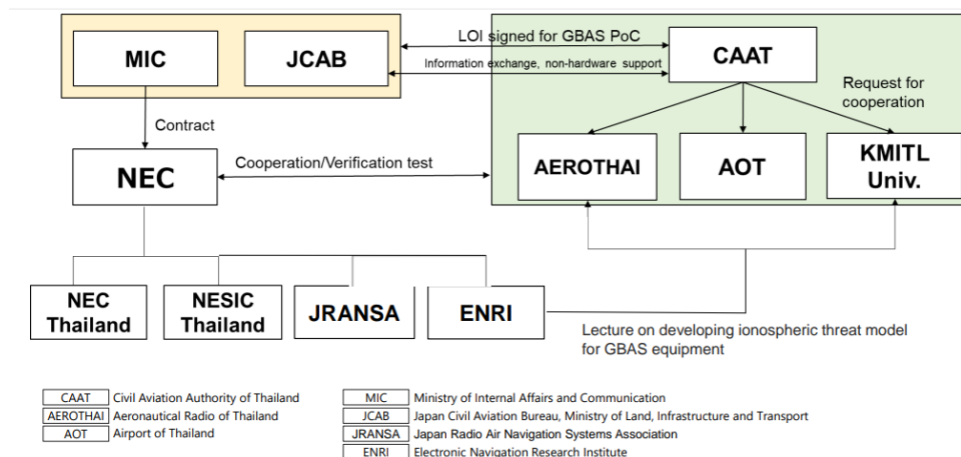 MIC
JCAB
LOI signed for GBAS PoC
Information exchange, non-hardware support
CAAT
Request for
cooperation
Contract
NEC
Cooperation/Verification test
AEROTHAI
AOT
KMITL
Univ.
NEC
Thailand
NESIC
Thailand
JRANSA
ENRI
Lecture on developing ionospheric threat model
for GBAS equipment
CAAT Civil Aviation Authority of Thailand
AEROTHAI Aeronautical Radio of Thailand
AOT Airport of Thailand
MIC Ministry of Internal Affairs and Communication
JCAB Japan Civil Aviation Bureau, Ministry of Land, Infrastructure and Transport
JRANSA Japan Radio Air Navigation Systems Association
ENRI Electronic Navigation Research Institute